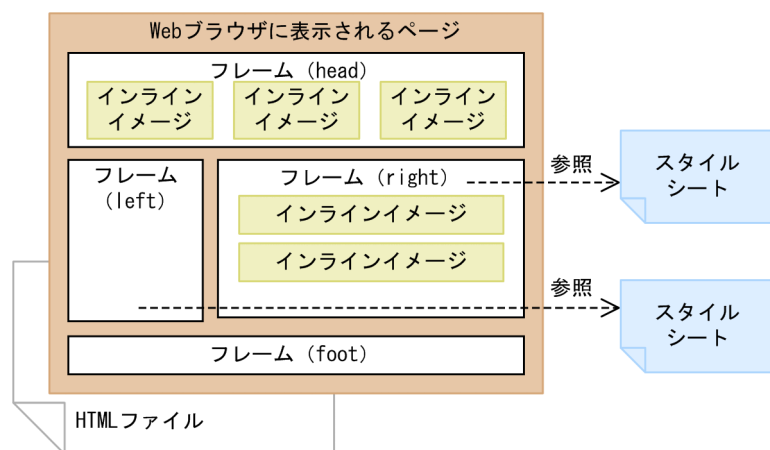 Webブラウザに表示されるページ
フレーム（head）
インライン
イメージ
インライン
イメージ
インライン
イメージ
フレーム
（left）
フレーム（right）
インラインイメージ
インラインイメージ
参照
スタイル
シート
参照
スタイル
シート
フレーム（foot）
HTMLファイル